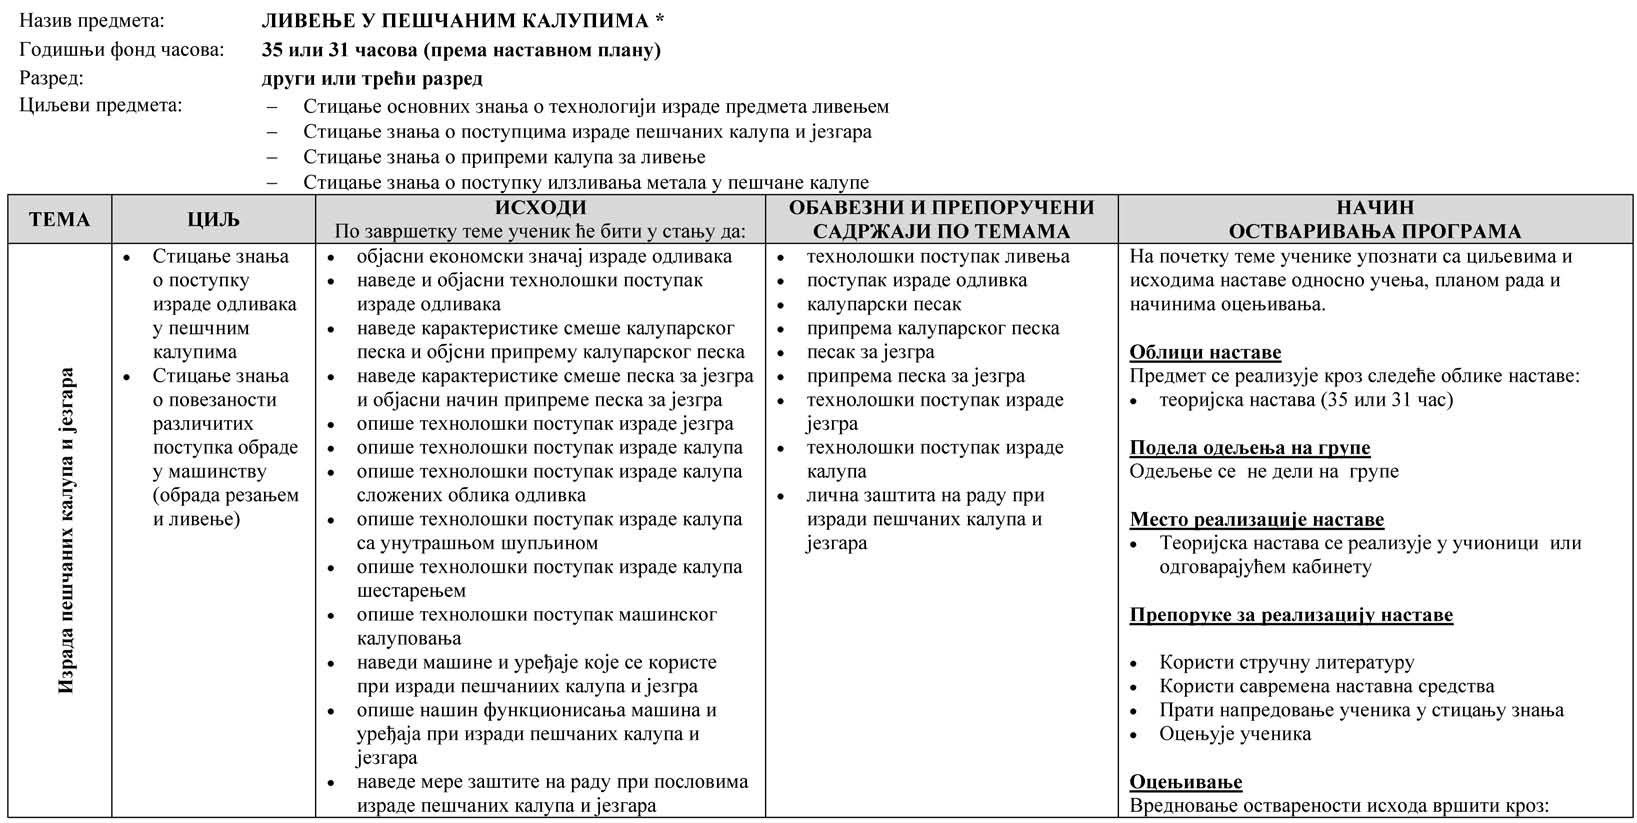 Назив предмета: ЛИВЕЊЕ У ПЕШЧАНИМ КАЛУПИМА *
Годишњи фонд часова: 35 или 31 часова (према наставном плану)
Разред: други или трећи разред
Циљеви предмета: – Стицање основних знања о технологији израде предмета ливењем
– Стицање знања о поступцима израде пешчаних калупа и језгара
– Стицање знања о припреми калупа за ливење
– Стицање знања о поступку илзливања метала у пешчане калупе
ТЕМА
ЦИЉ
ИСХОДИ
По завршетку теме ученик ће бити у стању да:
ОБАВЕЗНИ И ПРЕПОРУЧЕНИ
САДРЖАЈИ ПО ТЕМАМА
НАЧИН
ОСТВАРИВАЊА ПРОГРАМА
Израда пешчаних калупа и језгара
• Стицање знања
о поступку
израде одливака
у пешчним
калупима
• Стицање знања
о повезаности
различитих
поступка обраде
у машинству
(обрада резањем
и ливење)
• објасни економски значај израде одливака
• наведе и објасни технолошки поступак
израде одливака
• наведе карактеристике смеше калупарског
песка и објсни припрему калупарског песка
• наведе карактеристике смеше песка за језгра
и објасни начин припреме песка за језгра
• опише технолошки поступак израде језгра
• опише технолошки поступак израде калупа
• опише технолошки поступак израде калупа
сложених облика одливка
• опише технолошки поступак израде калупа
са унутрашњом шупљином
• опише технолошки поступак израде калупа
шестарењем
• опише технолошки поступак машинског
калуповања
• наведи машине и уређаје које се користе
при изради пешчаниих калупа и језгра
• опише нашин функционисања машина и
уређаја при изради пешчаних калупа и
језгара
• наведе мере заштите на раду при пословима
израде пешчаних калупа и језгара
• технолошки поступак ливења
• поступак израде одливка
• калупарски песак
• припрема калупарског песка
• песак за језгра
• припрема песка за језгра
• технолошки поступак израде
језгра
• технолошки поступак израде
калупа
• лична заштита на раду при
изради пешчаних калупа и
језгара
На почетку теме ученике упознати са циљевима и
исходима наставе односно учења, планом рада и
начинима оцењивања.
Облици наставе
Предмет се реализује кроз следеће облике наставе:
• теоријска настава (35 или 31 час)
Подела одељења на групе
Одељење се не дели на групе
Место реализације наставе
• Теоријска настава се реализује у учионици или
одговарајућем кабинету
Препоруке за реализацију наставе
• Користи стручну литературу
• Користи савремена наставна средства
• Прати напредовање ученика у стицању знања
• Оцењује ученика
Оцењивање
Вредновање остварености исхода вршити кроз: